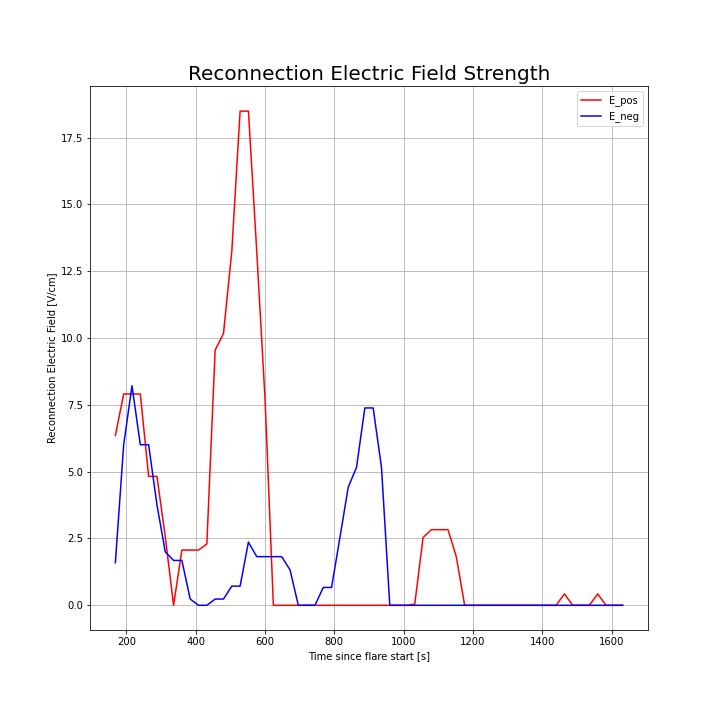 Reconnection Electric Field Strength
E_pos
E_neg
17.5
15.0
12.5
10.0
7.5
5.0
2.5
0.0
Reconnection Electric Field [V/cm]
200 400 600 800 1000 1200 1400 1600
Time since flare start [s]